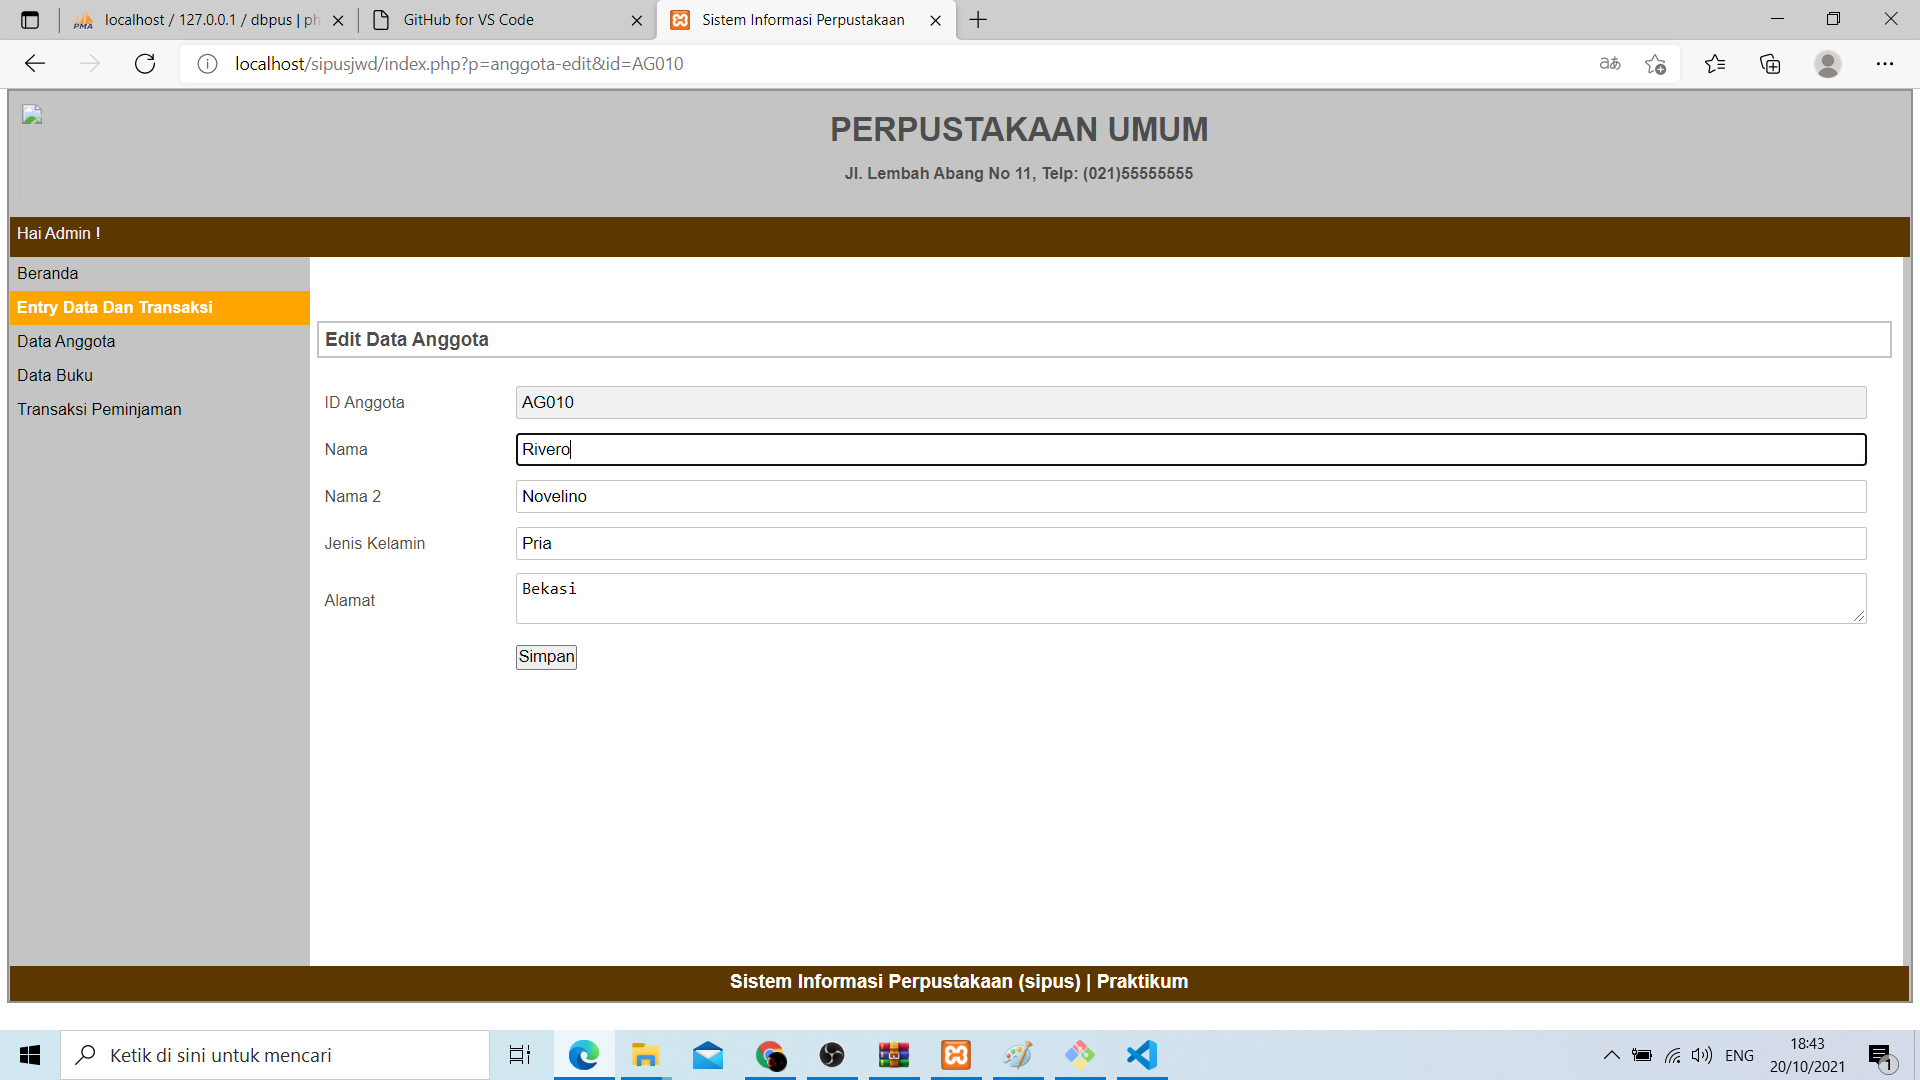 localhost / 127.0.0.1 / dbpus | ph
GitHub for VS Code
Sistem Informasi Perpustakaan
localhost/sipusjwd/index.php?p=anggota-edit&id=AG010
PERPUSTAKAAN UMUM
Jl. Lembah Abang No 11, Telp: (021)55555555
Hai Admin !
Beranda
Entry Data Dan Transaksi
Data Anggota
Data Buku
Transaksi Peminjaman
Edit Data Anggota
ID Anggota AG010
Nama Rivero
Nama 2 Novelino
Jenis Kelamin Pria
Alamat Bekasi
Simpan
Sistem Informasi Perpustakaan (sipus) | Praktikum
Ketik di sini untuk mencari
ENG
18:43
20/10/2021
1